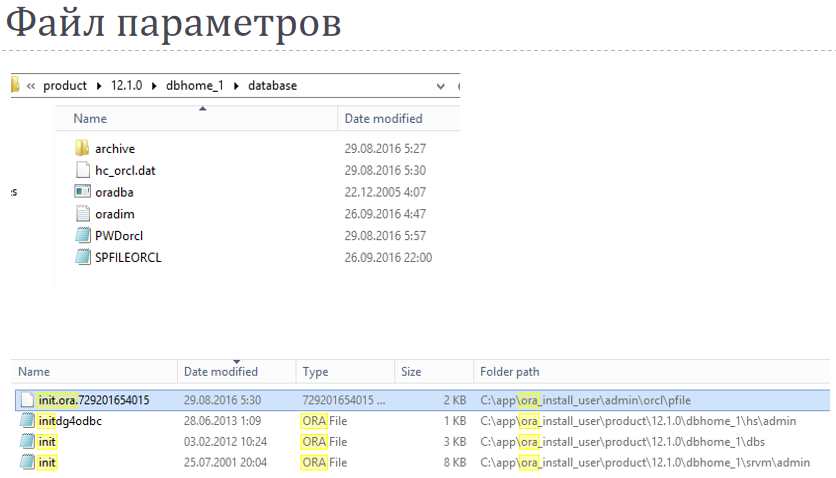 Файл параметров
« product 12.1.0 dbhome_1 database
Name Date modified
archive 29.08.2016 5:27
hc_orcl.dat 29.08.2016 5:30
oradba 22.12.2005 4:07
oradim 26.09.2016 4:47
PWDorcl 29.08.2016 5:57
SPFILEORCL 26.09.2016 22:00
Name Date modified Type Size Folder path
init.ora.729201654015 29.08.2016 5:30 729201654015 ... 2 KB C:\app\ora_install_user\admin\orcl\pfile
initdg4odbc 28.06.2013 1:09 ORA File 1 KB C:\app\ora_install_user\product\12.1.0\dbhome_1\hs\admin
init 03.02.2012 10:24 ORA File 3 KB C:\app\ora_install_user\product\12.1.0\dbhome_1\dbs
init 25.07.2001 20:04 ORA File 8 KB C:\app\ora_install_user\product\12.1.0\dbhome_1\srvm\admin